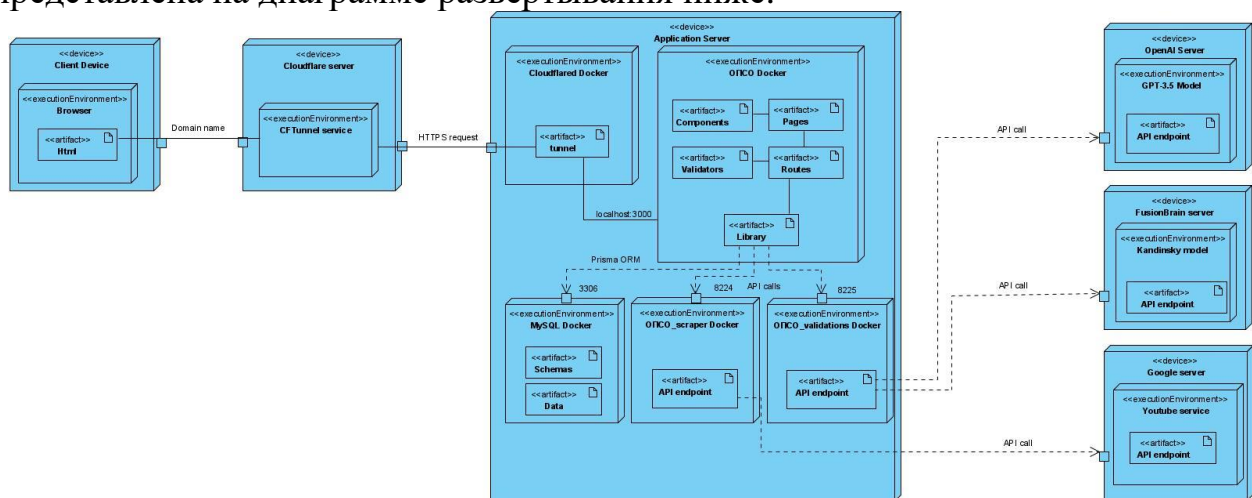 представлена на диаграмме развертывания ниже.
<<device>>
Client Device
<<executionEnvironment>>
Browser
<<artifact>>
Html
Domain name
<<device>>
Cloudflare server
<<executionEnvironment>>
CFTunnel service
HTTPS request
<<device>>
Application Server
<<executionEnvironment>>
Cloudflared Docker
<<artifact>>
tunnel
localhost:3000
<<executionEnvironment>>
ОПСО Docker
<<artifact>>
Components
<<artifact>>
Pages
<<artifact>>
Validators
<<artifact>>
Routes
<<artifact>>
Library
Prisma ORM
3306
8224
API calls
8225
<<executionEnvironment>>
MySQL Docker
<<artifact>>
Schemas
<<artifact>>
Data
<<executionEnvironment>>
ОПСО_scraper Docker
<<artifact>>
API endpoint
<<executionEnvironment>>
ОПСО_validations Docker
<<artifact>>
API endpoint
API call
<<device>>
OpenAI Server
<<executionEnvironment>>
GPT-3.5 Model
<<artifact>>
API endpoint
API call
<<device>>
FusionBrain server
<<executionEnvironment>>
Kandinsky model
<<artifact>>
API endpoint
API call
<<device>>
Google server
<<executionEnvironment>>
Youtube service
<<artifact>>
API endpoint